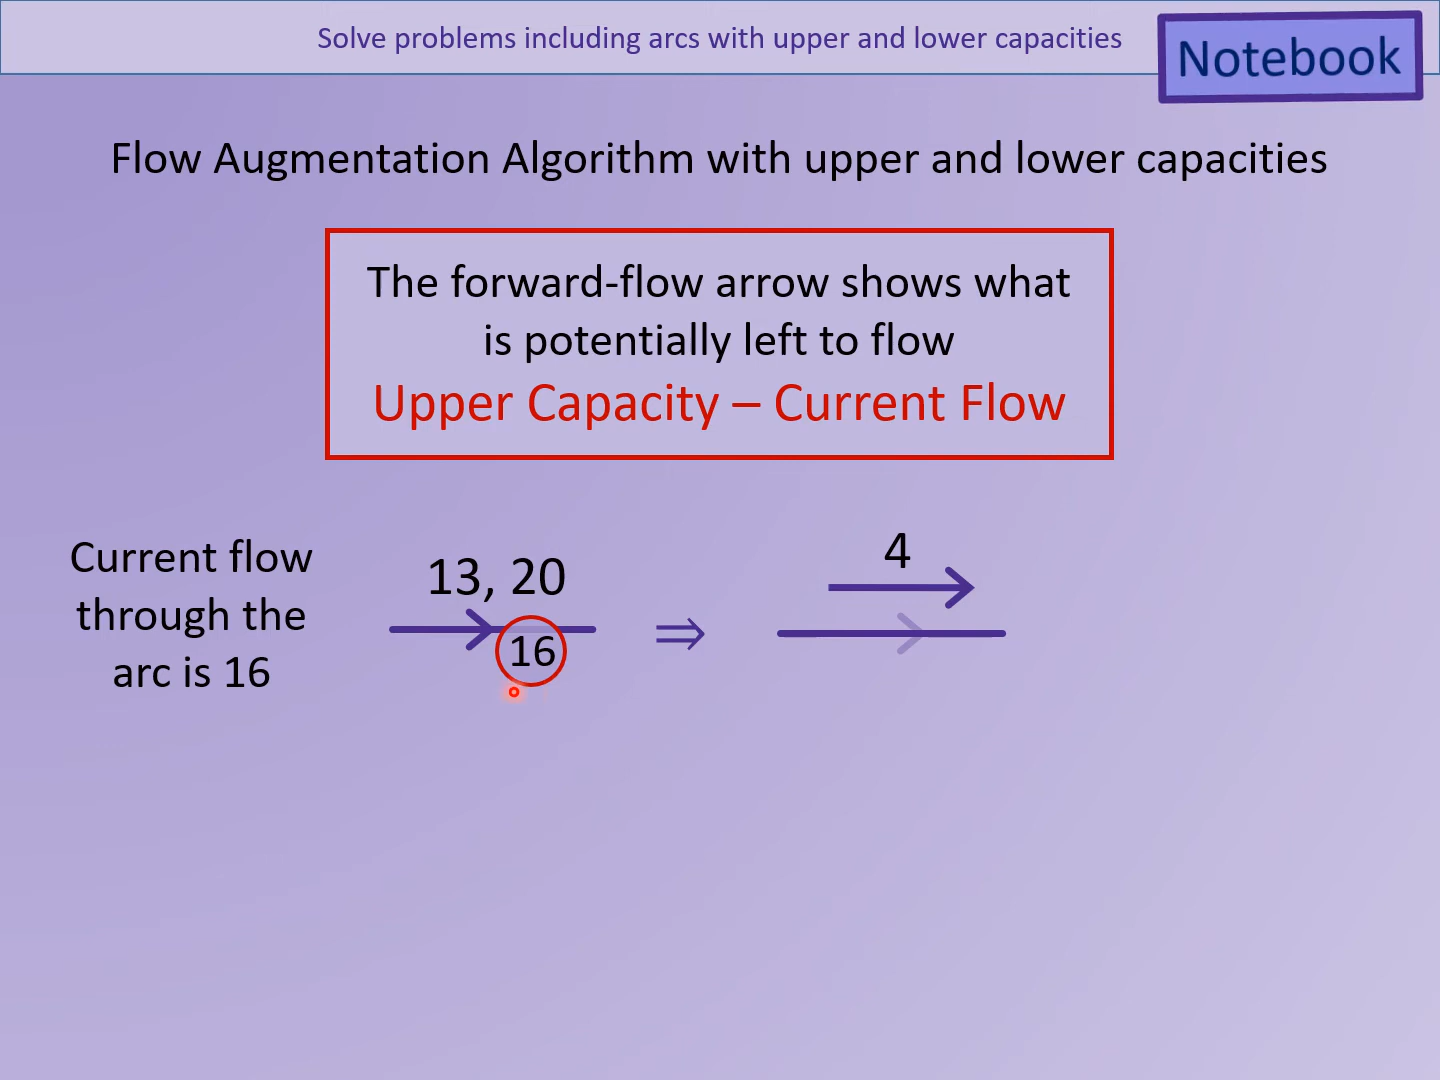 Solve problems including arcs with upper and lower capacities
Notebook
Flow Augmentation Algorithm with upper and lower capacities
The forward-flow arrow shows what
is potentially left to flow
Upper Capacity – Current Flow
Current flow
through the
arc is 16
13, 20
16
⇒
4